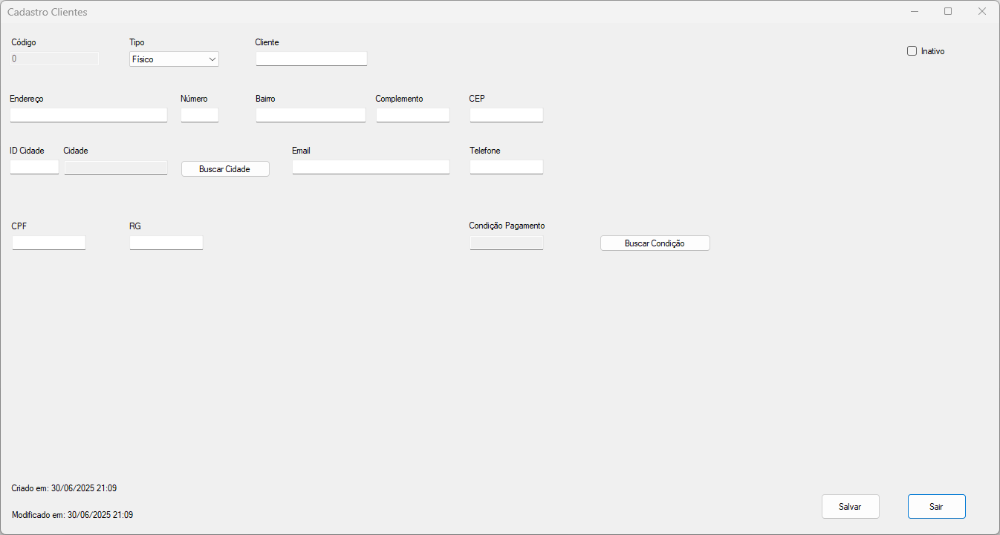 Cadastro Clientes
Código Tipo Cliente
0 Físico Inativo
Endereço Número Bairro Complemento CEP
ID Cidade Cidade Email Telefone
Buscar Cidade
CPF RG Condição Pagamento
Buscar Condição
Criado em: 30/06/2025 21:09
Modificado em: 30/06/2025 21:09
Salvar Sair